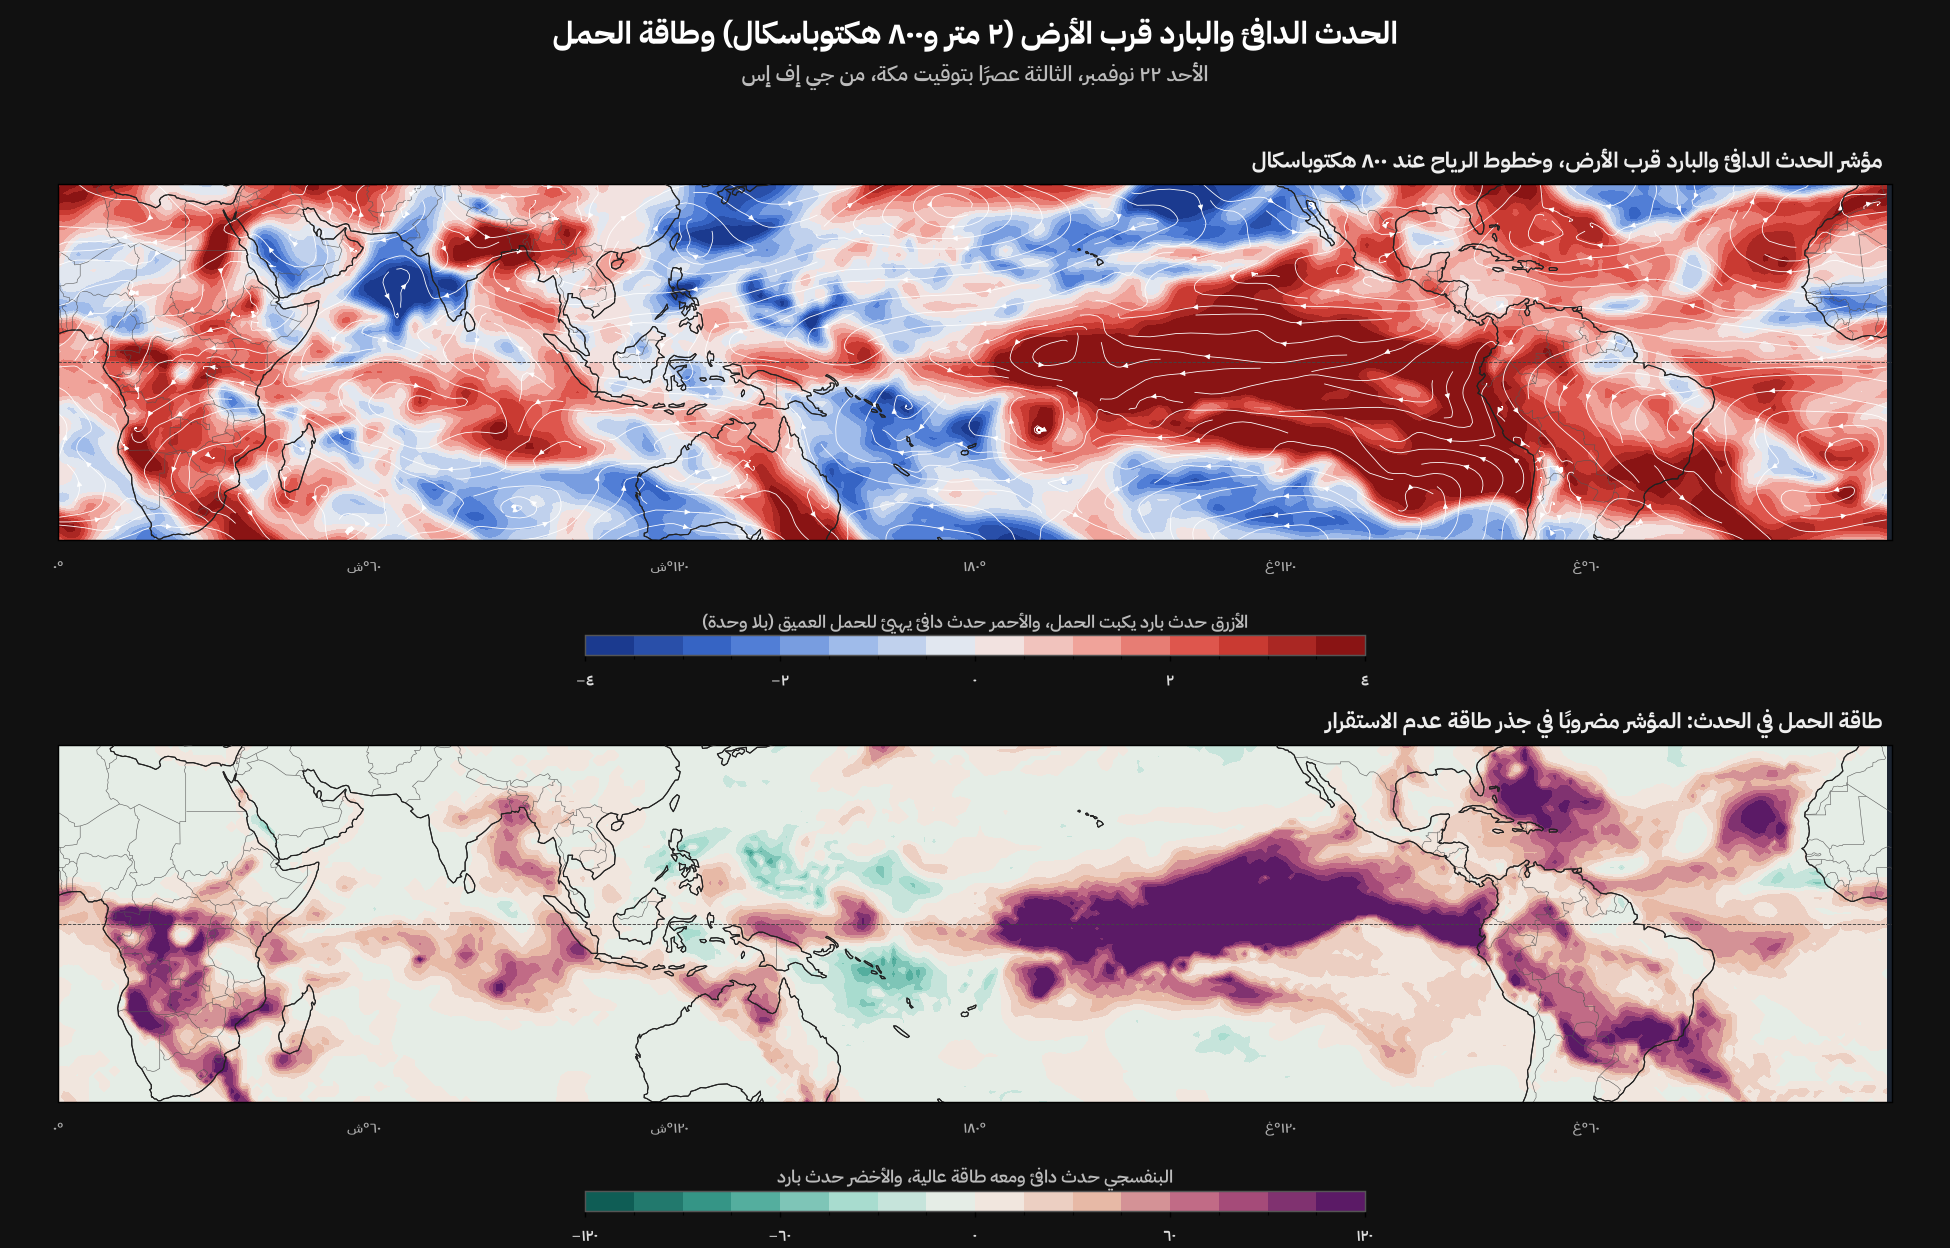 الحدث الدافئ والبارد قرب الأرض (٢ متر و٨٠٠ هكتوباسكال) وطاقة الحمل
الأحد ٢٢ نوفمبر، الثالثة عصرًا بتوقيت مكة، من جي إف إس
مؤشر الحدث الدافئ والبارد قرب الأرض، وخطوط الرياح عند ٨٠٠ هكتوباسكال
٠° ٦٠°ش ١٢٠°ش ١٨٠° ١٢٠°غ ٦٠°غ
الأزرق حدث بارد يكبت الحمل، والأحمر حدث دافئ يهيئ للحمل العميق (بلا وحدة)
−٤ −٢ ٠ ٢ ٤
طاقة الحمل في الحدث: المؤشر مضروبًا في جذر طاقة عدم الاستقرار
٠° ٦٠°ش ١٢٠°ش ١٨٠° ١٢٠°غ ٦٠°غ
البنفسجي حدث دافئ ومعه طاقة عالية، والأخضر حدث بارد
−١٢٠ −٦٠ ٠ ٦٠ ١٢٠